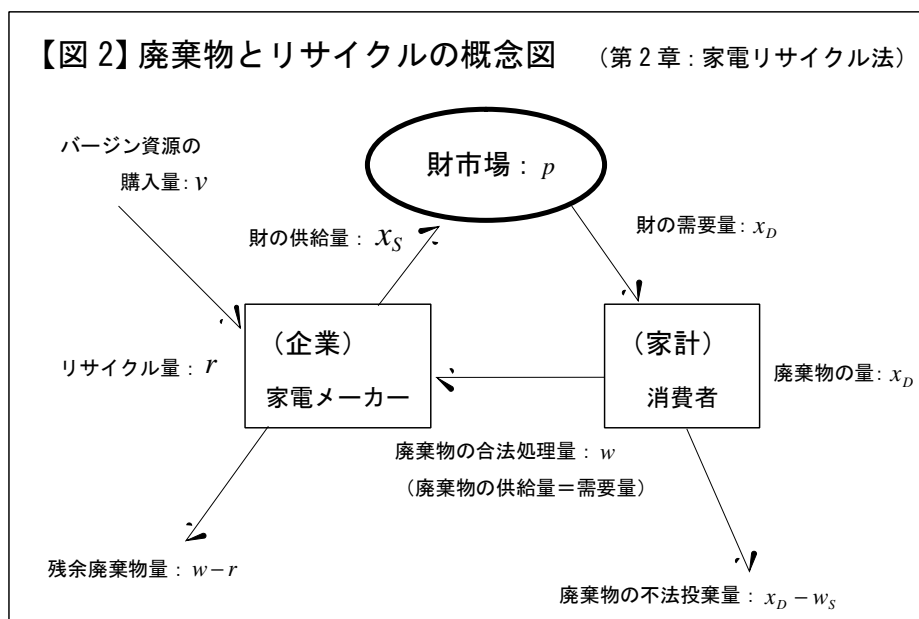 【図2】廃棄物とリサイクルの概念図 （第2章：家電リサイクル法）
バージン資源の
購入量：v
財市場：p
財の供給量：x_S
財の需要量：x_D
（企業）
家電メーカー
（家計）
消費者
リサイクル量：r
廃棄物の量：x_D
廃棄物の合法処理量：w
（廃棄物の供給量＝需要量）
残余廃棄物量：w−r
廃棄物の不法投棄量：x_D − w_S